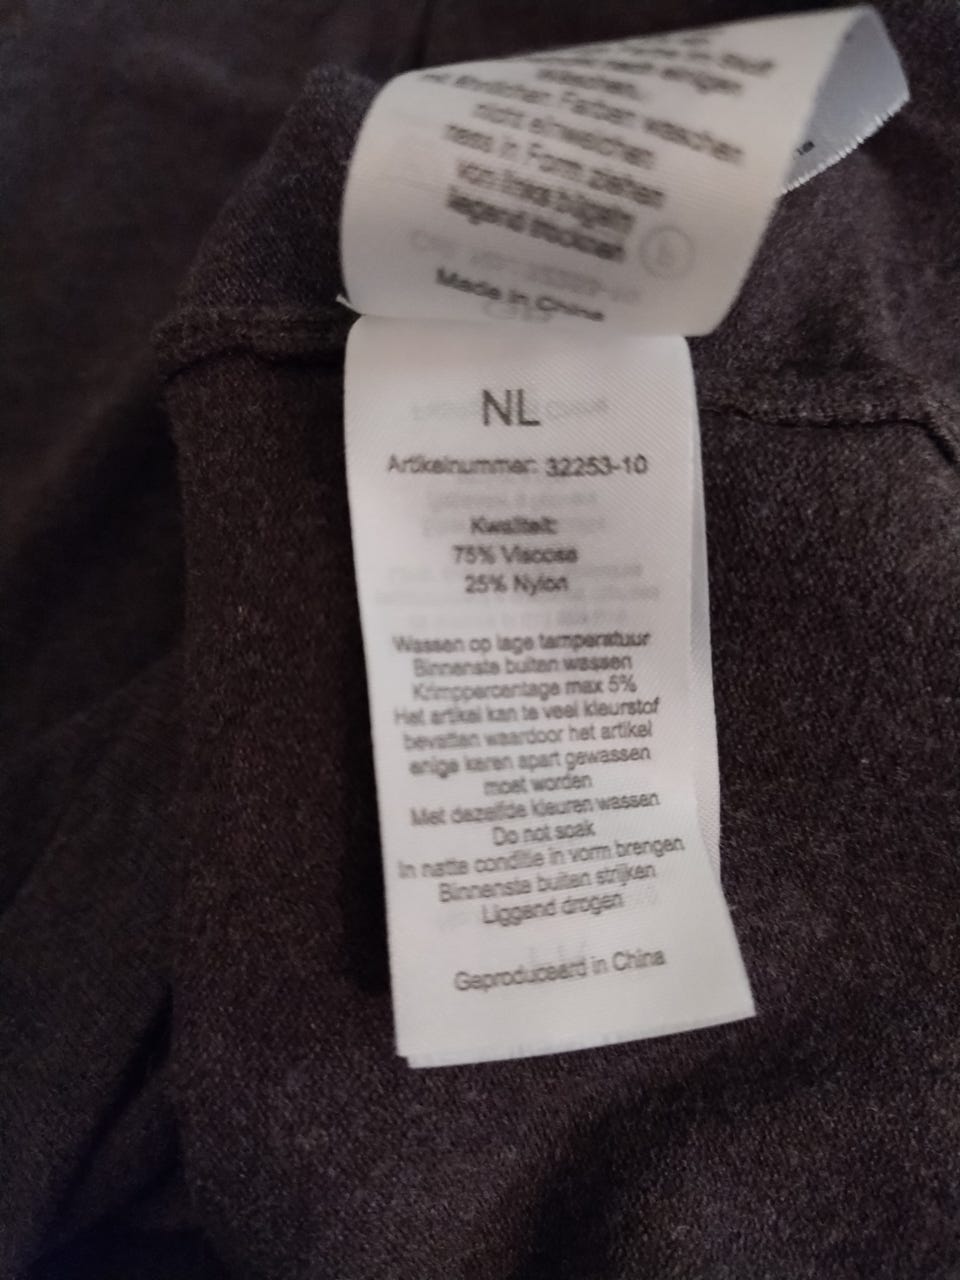 waschen.
Farben waschen
nicht einweichen
nass in Form ziehen
Von links bügeln
liegend trocknen
Made in China
NL
Artikelnummer: 32253-10
Kwaliteit:
75% Viscose
25% Nylon
Wassen op lage temperatuur
Binnenste buiten wassen
Krimppercentage max 5%
Het artikel kan te veel kleurstof
bevatten waardoor het artikel
enige keren apart gewassen
moet worden
Met dezelfde kleuren wassen
Do not soak
In natte conditie in vorm brengen
Binnenste buiten strijken
Liggend drogen
Geproduceerd in China